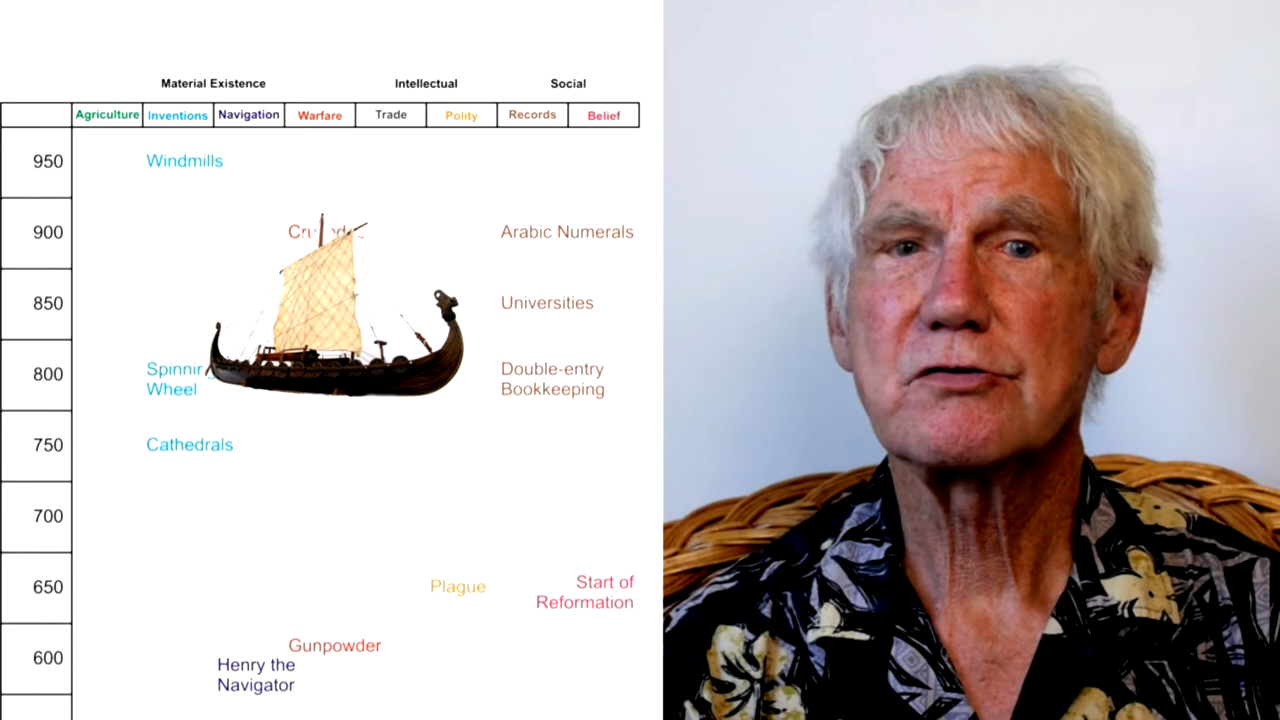 Material Existence Intellectual Social
Agriculture Inventions Navigation Warfare Trade Polity Records Belief
950 Windmills
900 Arabic Numerals
850 Universities
800 Double-entry
Wheel Bookkeeping
750 Cathedrals
700
650 Plague Start of
Reformation
Gunpowder
600 Henry the
Navigator